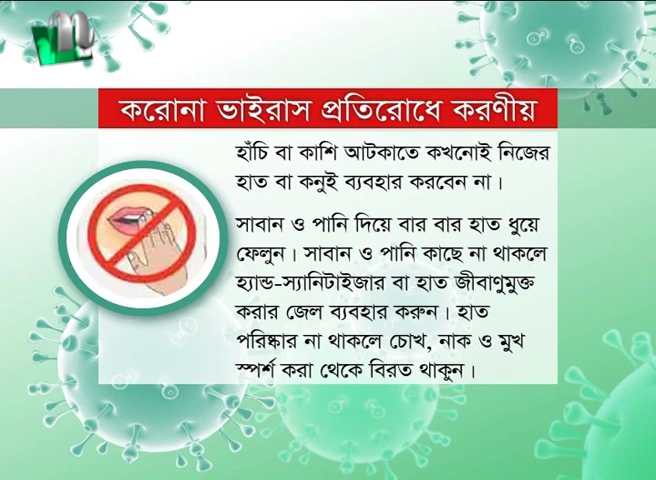 করোনা ভাইরাস প্রতিরোধে করণীয়
হাঁচি বা কাশি আটকাতে কখনোই নিজের
হাত বা কনুই ব্যবহার করবেন না।
সাবান ও পানি দিয়ে বার বার হাত ধুয়ে
ফেলুন। সাবান ও পানি কাছে না থাকলে
হ্যান্ড-স্যানিটাইজার বা হাত জীবাণুমুক্ত
করার জেল ব্যবহার করুন। হাত
পরিষ্কার না থাকলে চোখ, নাক ও মুখ
স্পর্শ করা থেকে বিরত থাকুন।